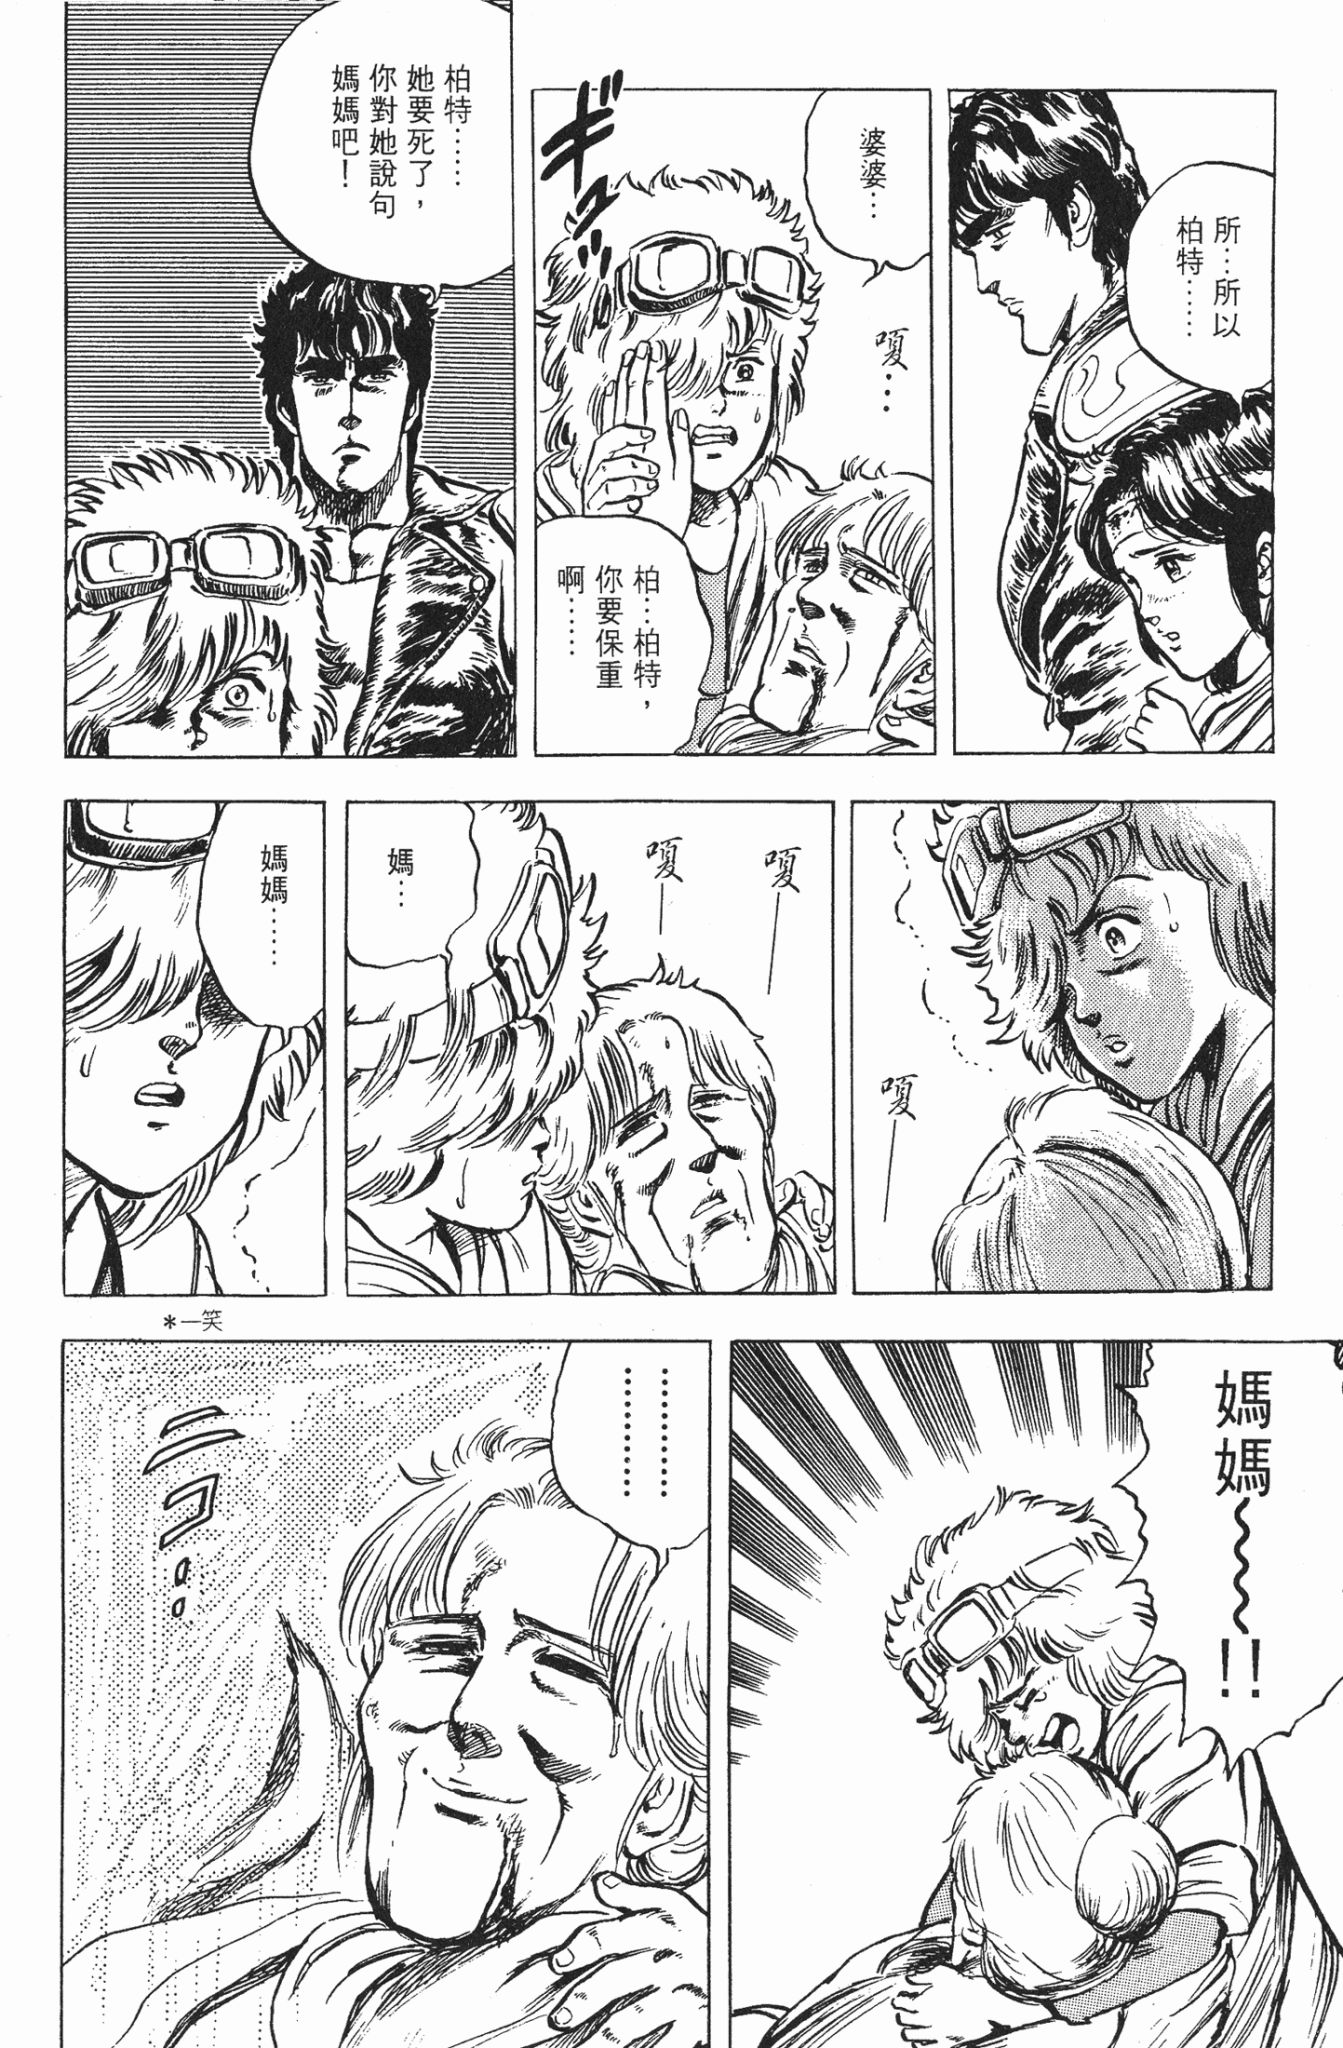 所…所以
柏特……
婆婆…
ギュッ
嗄…
柏…柏特，
你要保重
啊……
柏特……
她要死了，
你對她說句
媽媽吧！
嗄
嗄
嗄
媽…
媽媽……
媽媽～～!!
…………
…………
*一笑
ニコ…